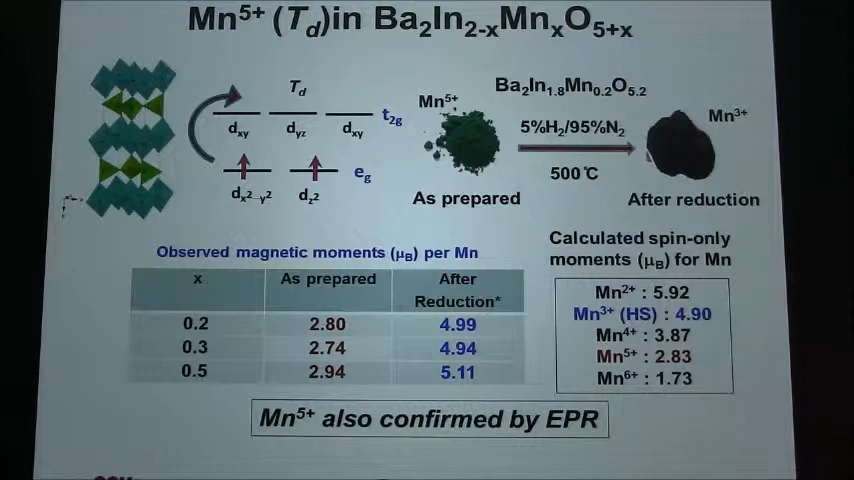 Mn⁵⁺ (T_d)in Ba₂In₂₋ₓMnₓO₅₊ₓ
T_d
d_xy d_yz d_xy t₂g
d_x²–y² d_z² e_g
Mn⁵⁺
As prepared
Ba₂In₁.₈Mn₀.₂O₅.₂
5%H₂/95%N₂
500℃
Mn³⁺
After reduction
Observed magnetic moments (μ_B) per Mn
x As prepared After
Reduction*
0.2 2.80 4.99
0.3 2.74 4.94
0.5 2.94 5.11
Calculated spin-only
moments (μ_B) for Mn
Mn²⁺ : 5.92
Mn³⁺ (HS) : 4.90
Mn⁴⁺ : 3.87
Mn⁵⁺ : 2.83
Mn⁶⁺ : 1.73
Mn⁵⁺ also confirmed by EPR